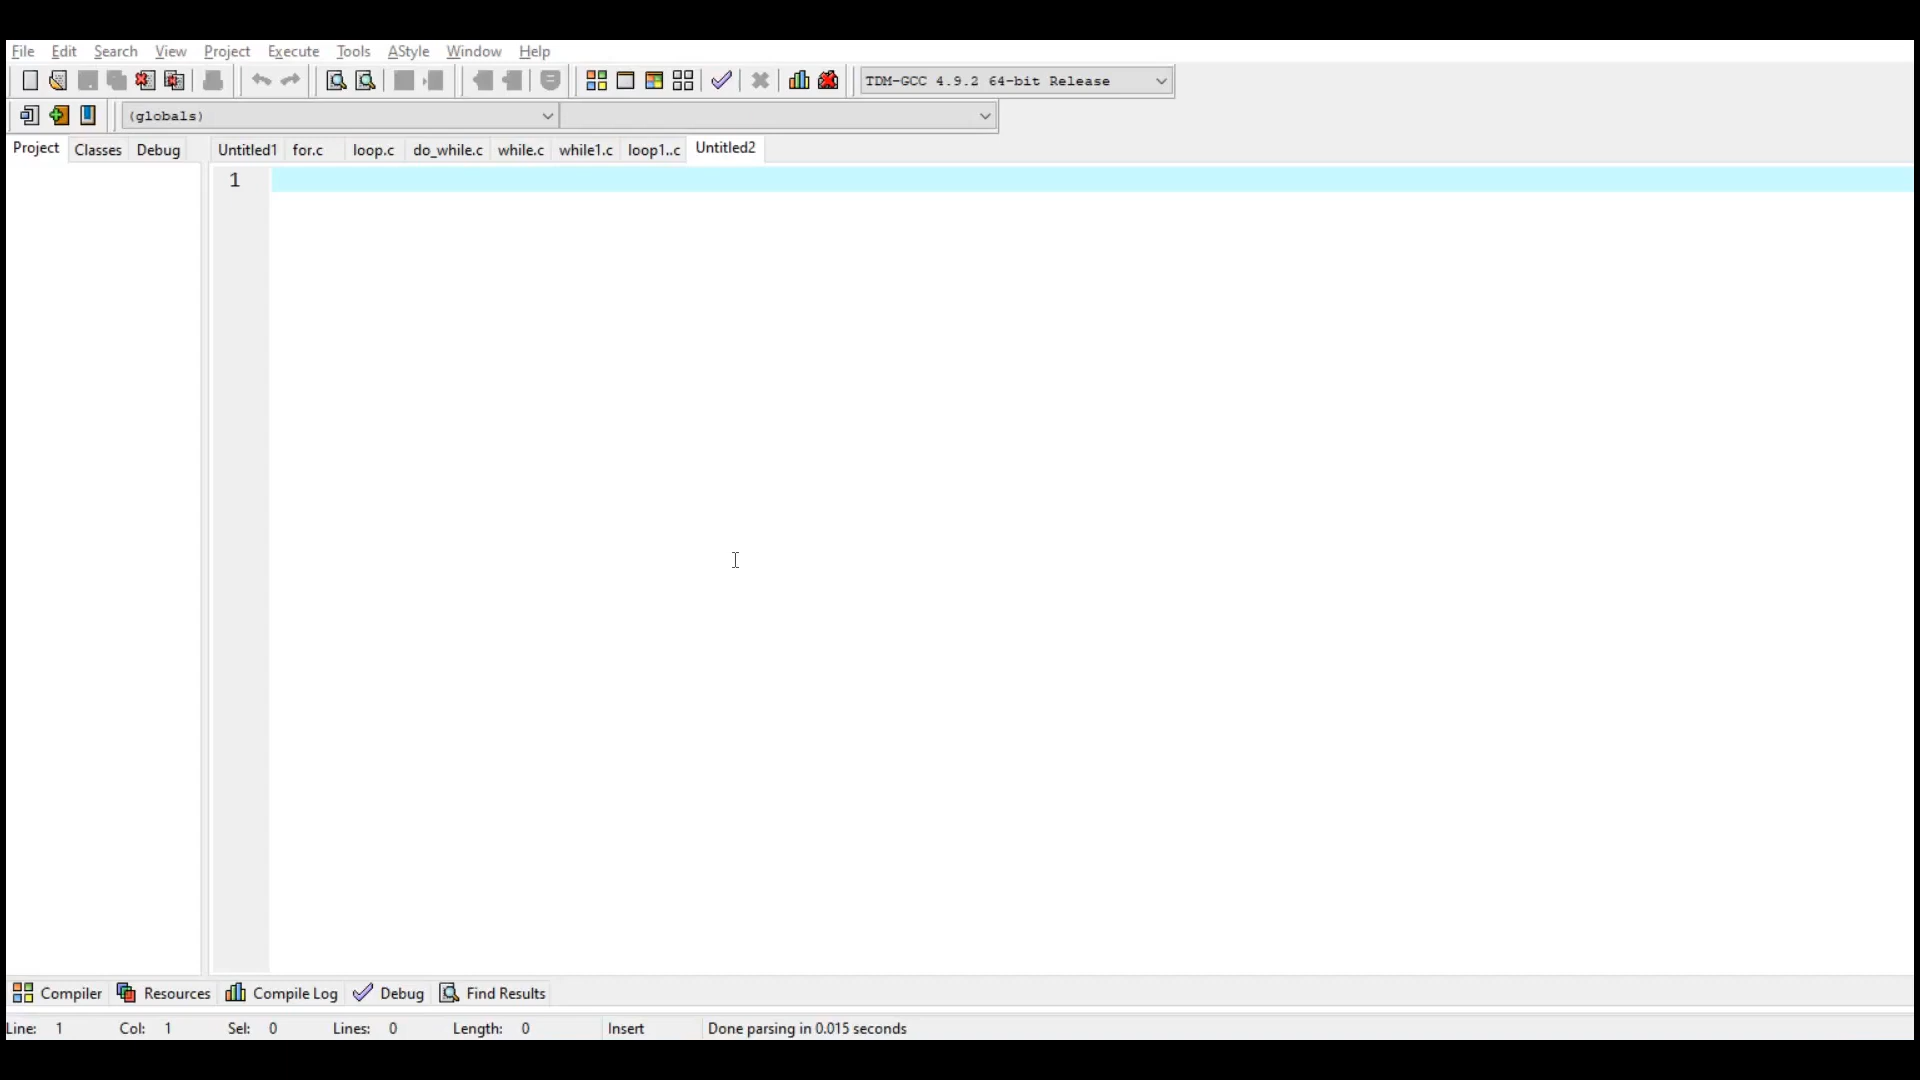 File Edit Search View Project Execute Tools AStyle Window Help
TDM-GCC 4.9.2 64-bit Release
(globals)
Project Classes Debug Untitled1 for.c loop.c do_while.c while.c while1.c loop1..c Untitled2
1
Compiler Resources Compile Log Debug Find Results
Line: 1 Col: 1 Sel: 0 Lines: 0 Length: 0 Insert Done parsing in 0.015 seconds